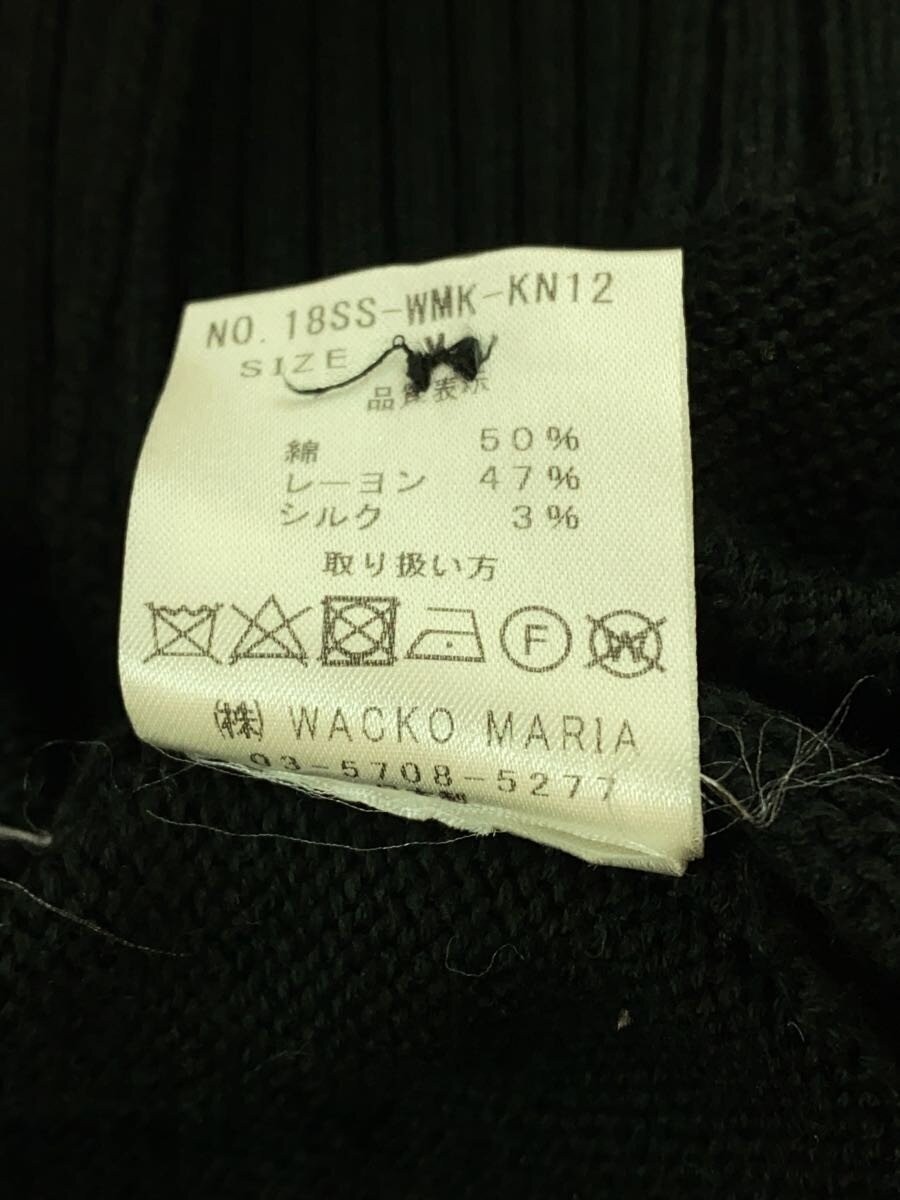 NO. 18SS-WMK-KN12
SIZE
品質表示
綿 50%
レーヨン 47%
シルク 3%
取り扱い方
F
W
(株) WACKO MARIA
03-5708-5277